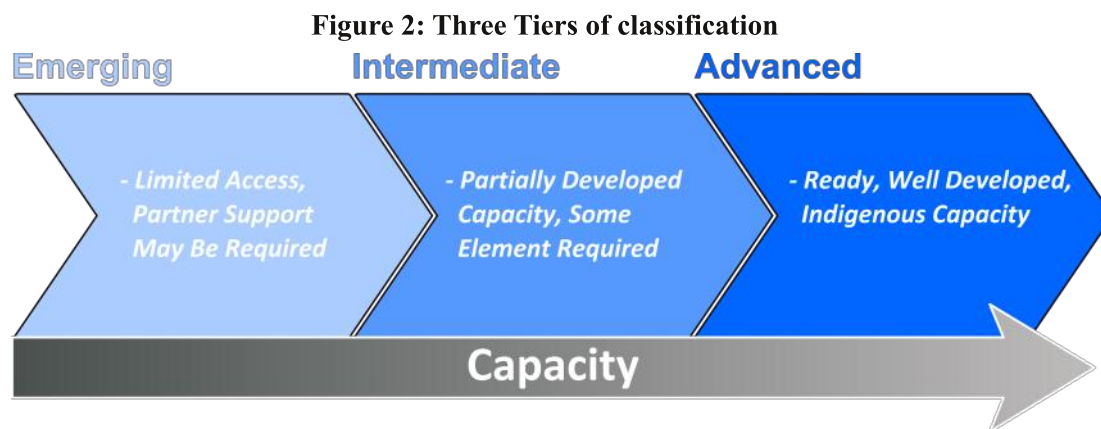 Figure 2: Three Tiers of classification
Emerging
Intermediate
Advanced
- Limited Access,
Partner Support
May Be Required
- Partially Developed
Capacity, Some
Element Required
- Ready, Well Developed,
Indigenous Capacity
Capacity